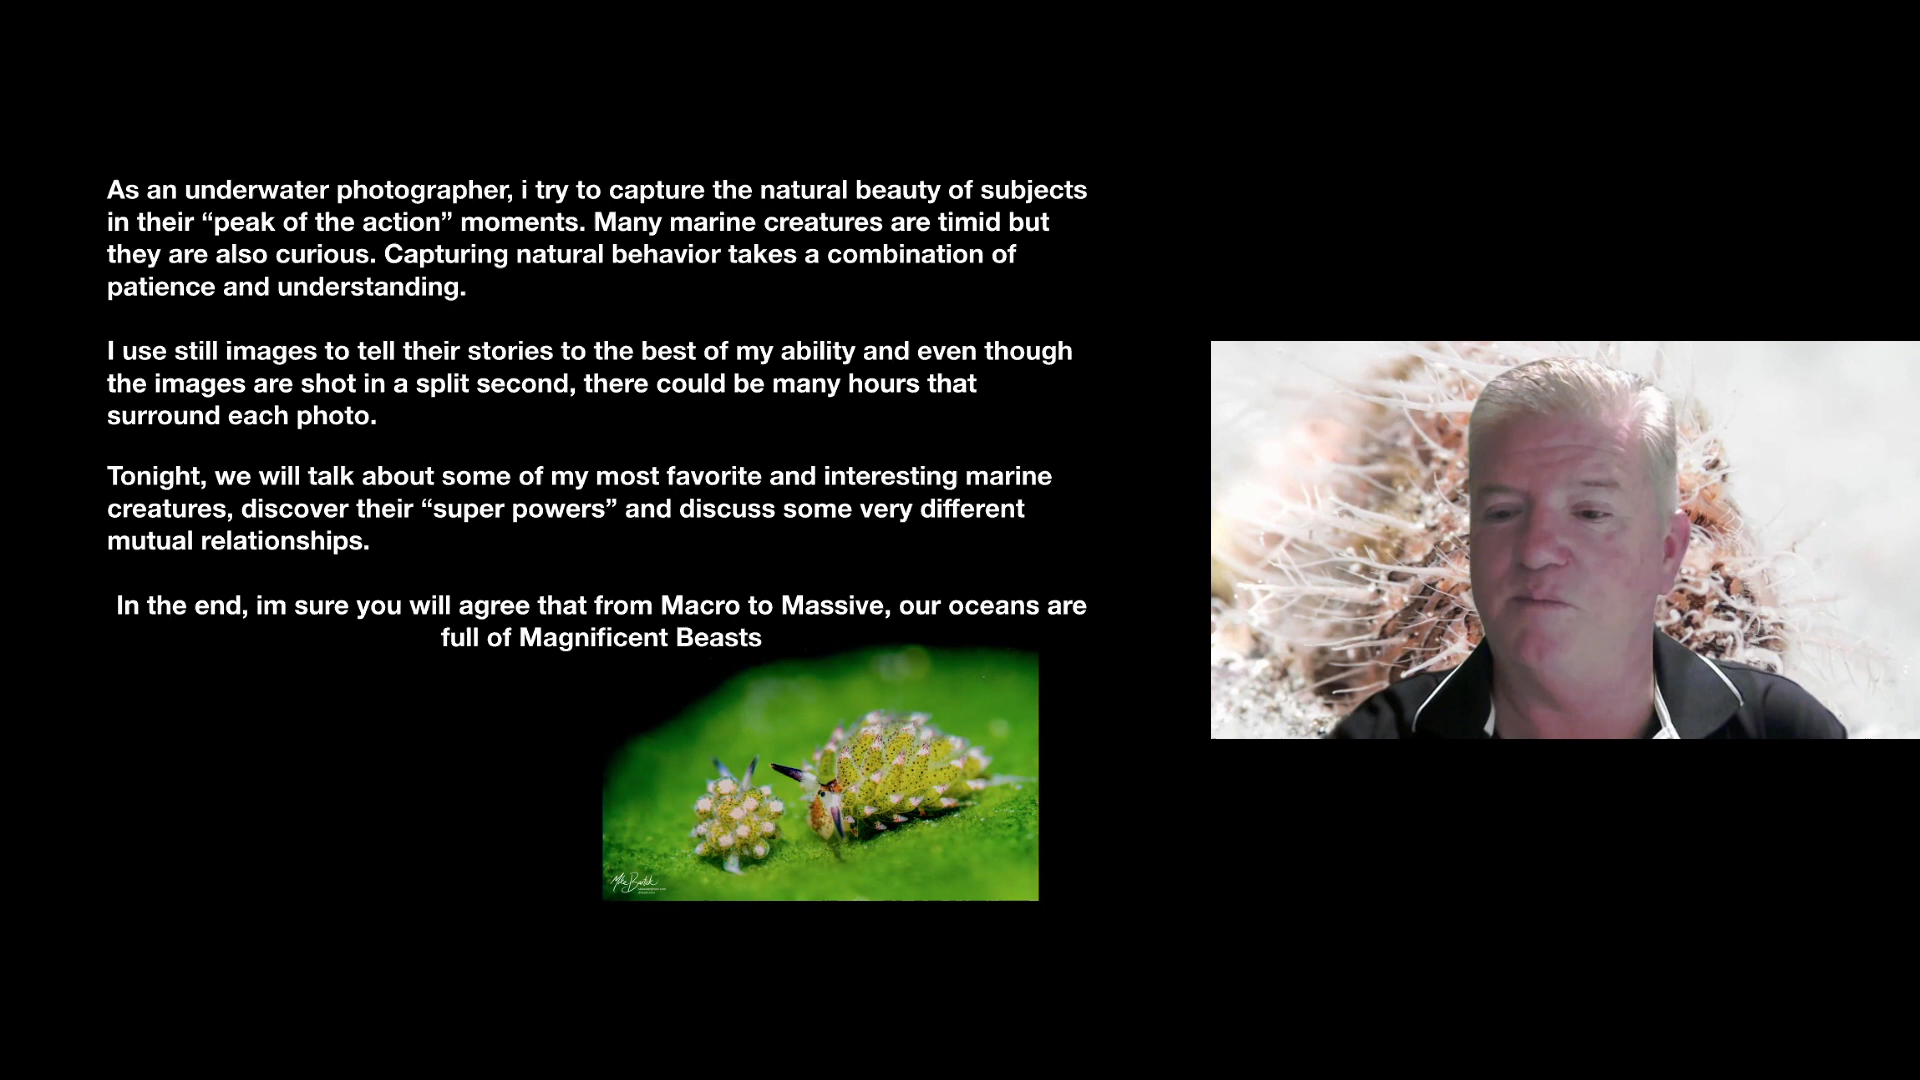 As an underwater photographer, i try to capture the natural beauty of subjects
in their “peak of the action” moments. Many marine creatures are timid but
they are also curious. Capturing natural behavior takes a combination of
patience and understanding.
I use still images to tell their stories to the best of my ability and even though
the images are shot in a split second, there could be many hours that
surround each photo.
Tonight, we will talk about some of my most favorite and interesting marine
creatures, discover their “super powers” and discuss some very different
mutual relationships.
In the end, im sure you will agree that from Macro to Massive, our oceans are
full of Magnificent Beasts
Mike Bartick